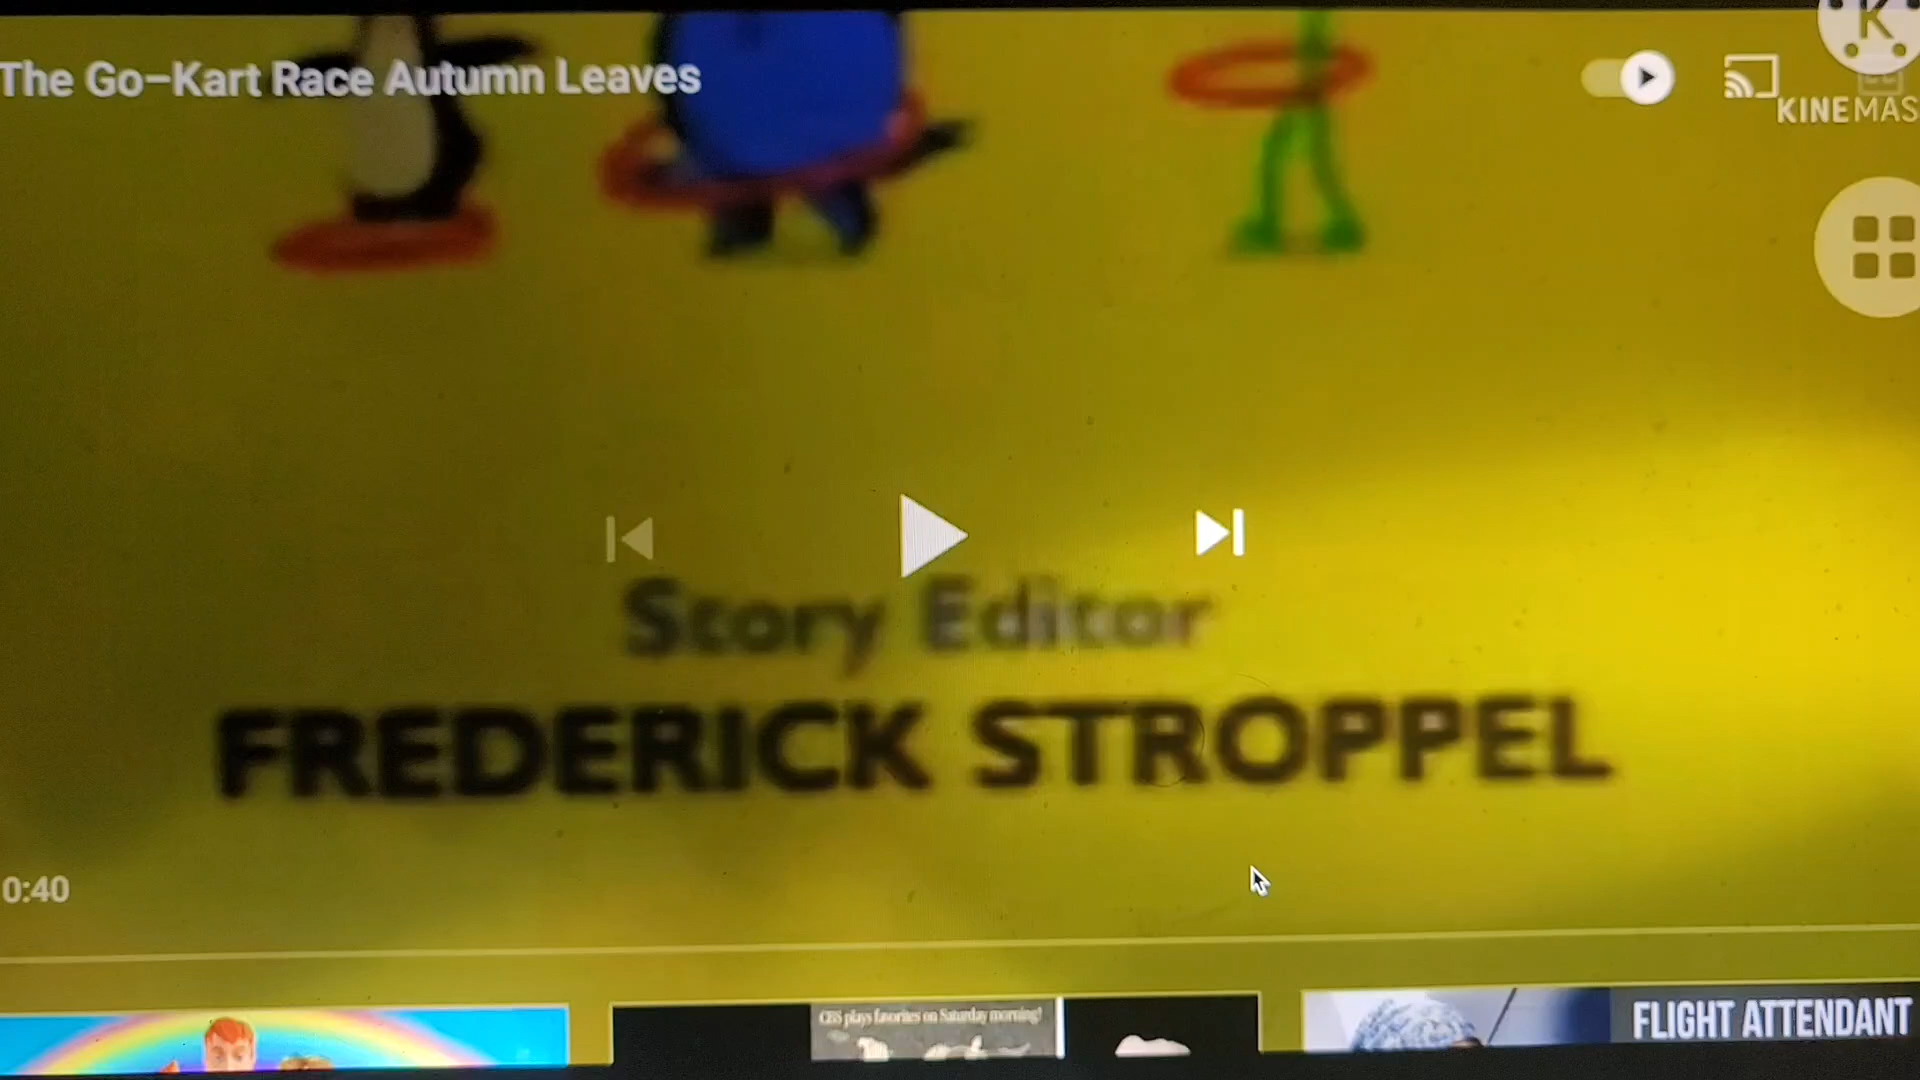 The Go–Kart Race Autumn Leaves
KINEMAS
Story Editor
FREDERICK STROPPEL
0:40
CBS plays favorites on Saturday morning!
FLIGHT ATTENDANT